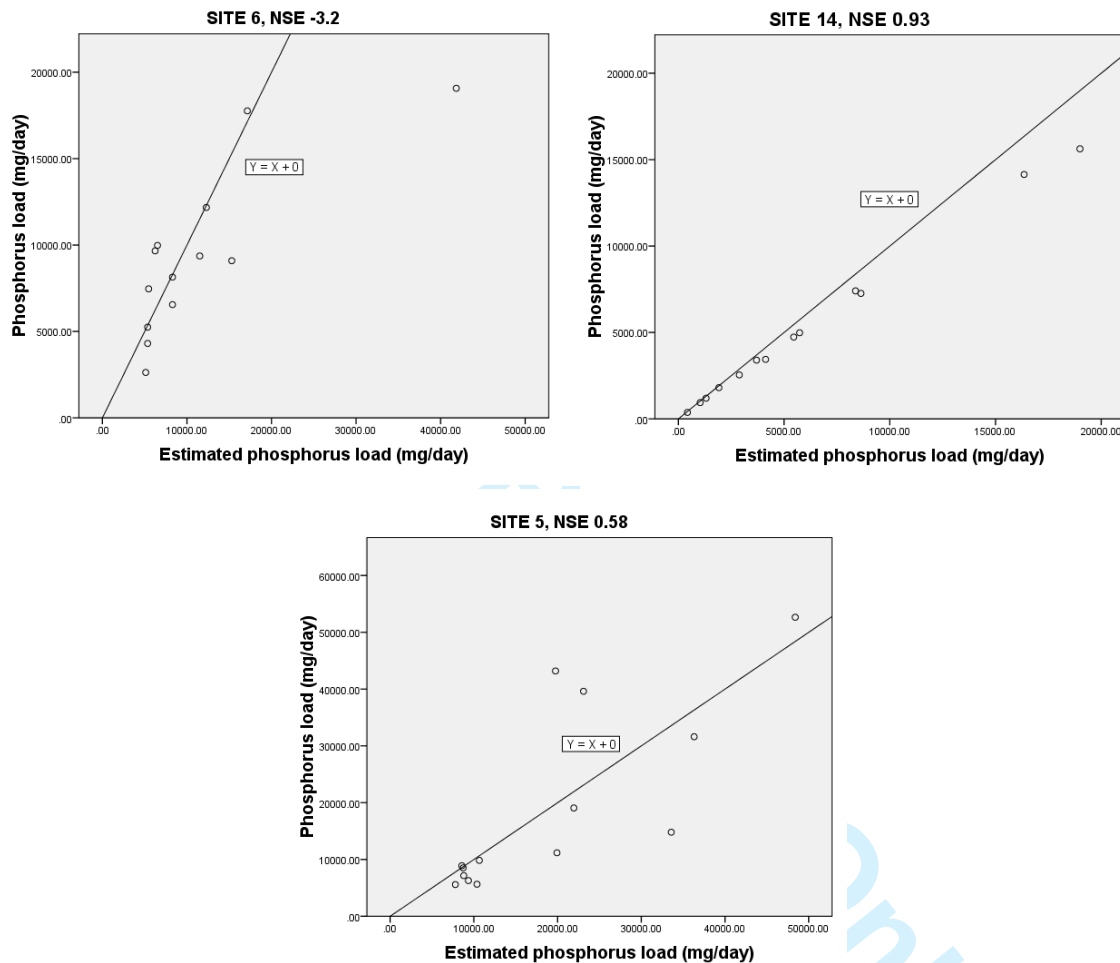 SITE 6, NSE -3.2
Phosphorus load (mg/day)
20000.00
15000.00
10000.00
5000.00
.00
Y = X + 0
.00 10000.00 20000.00 30000.00 40000.00 50000.00
Estimated phosphorus load (mg/day)
SITE 14, NSE 0.93
Phosphorus load (mg/day)
20000.00
15000.00
10000.00
5000.00
.00
Y = X + 0
.00 5000.00 10000.00 15000.00 20000.00
Estimated phosphorus load (mg/day)
SITE 5, NSE 0.58
Phosphorus load (mg/day)
60000.00
50000.00
40000.00
30000.00
20000.00
10000.00
.00
Y = X + 0
.00 10000.00 20000.00 30000.00 40000.00 50000.00
Estimated phosphorus load (mg/day)